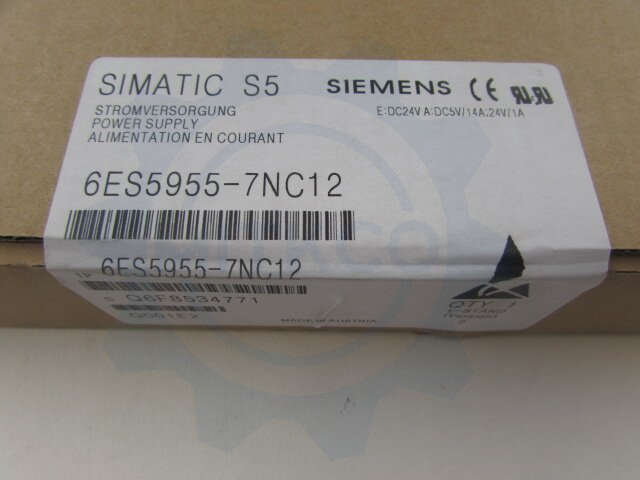 SIMATIC S5 SIEMENS CE
STROMVERSORGUNG
POWER SUPPLY
ALIMENTATION EN COURANT
E:DC24V A:DC5V/14A;24V/1A
6ES5955-7NC12
1P 6ES5955-7NC12
S Q6F8534771
MADE IN AUSTRIA
QTY